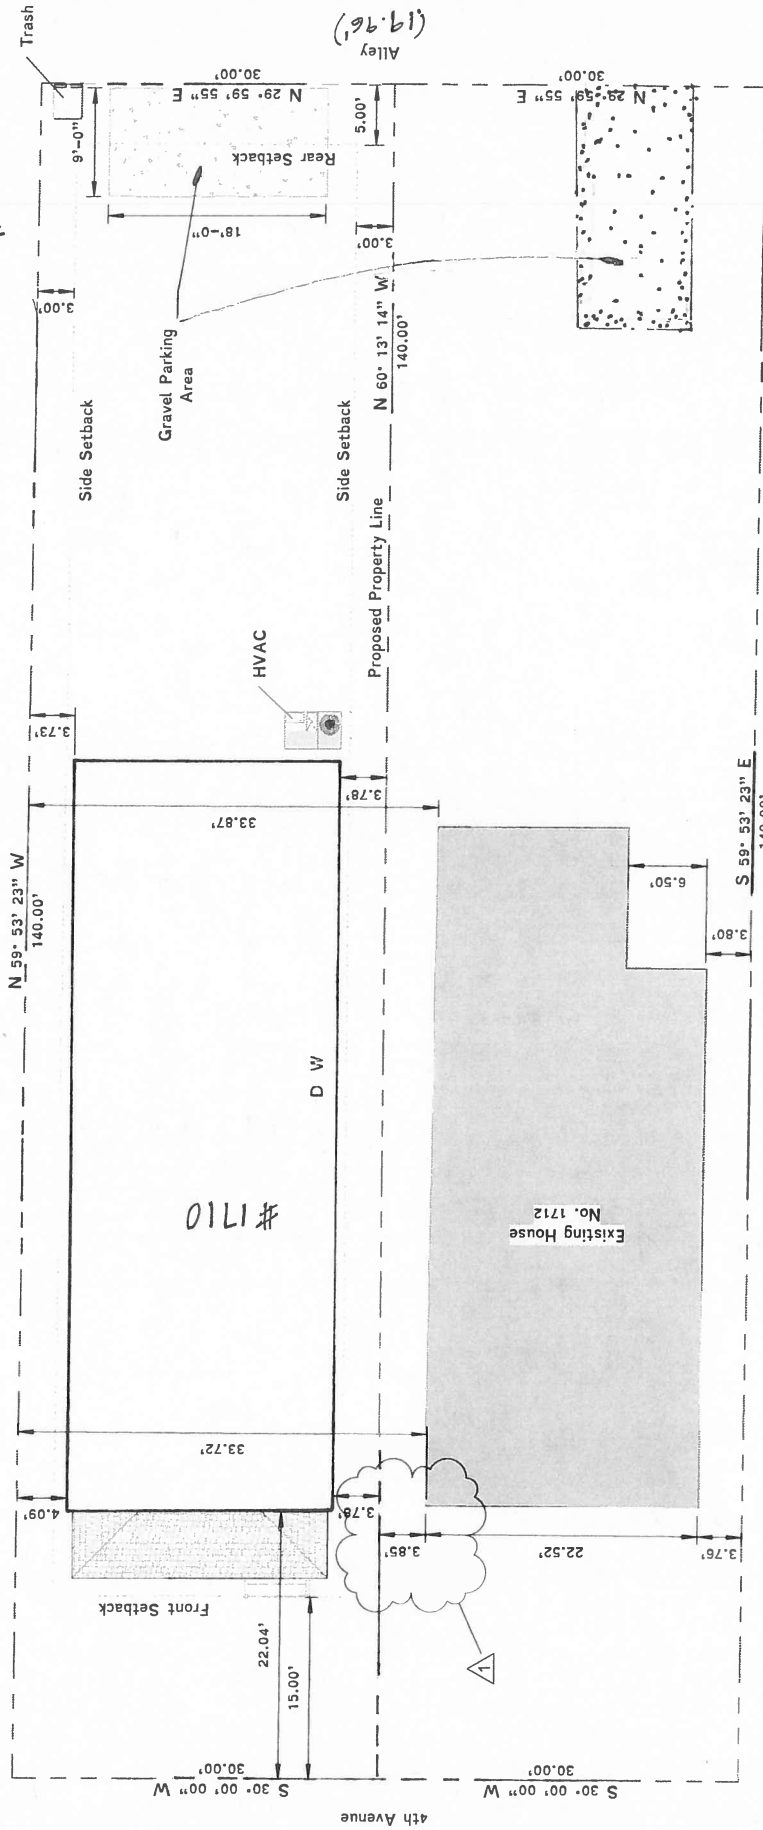 Trash
(19.96')
Alley
30.00'
N 29° 59' 55" E
30.00'
N 29° 59' 55" E
9'-0"
5.00'
Rear Setback
18'-0"
3.00'
3.00'
Side Setback
Gravel Parking
Area
Side Setback
N 60° 13' 14" W
140.00'
Proposed Property Line
HVAC
3.73'
3.78'
33.87'
N 59° 53' 23" W
140.00'
6.50'
3.80'
S 59° 53' 23" E
140.00'
D W
#1710
Existing House
No. 1712
33.72'
4.09'
3.78'
3.85'
22.52'
3.76'
Front Setback
22.04'
15.00'
1
30.00'
S 30° 00' 00" W
30.00'
S 30° 00' 00" W
4th Avenue